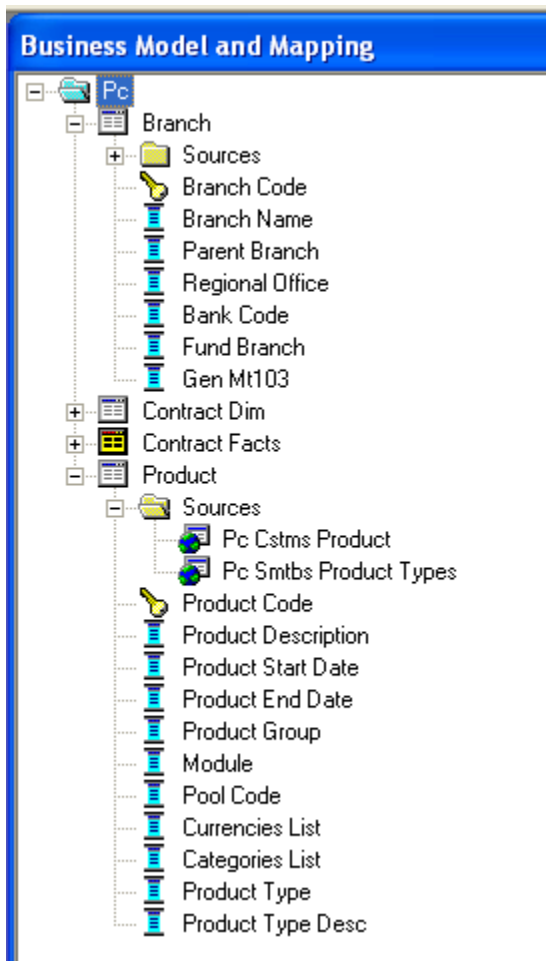 Business Model and Mapping
Pc
Branch
Sources
Branch Code
Branch Name
Parent Branch
Regional Office
Bank Code
Fund Branch
Gen Mt103
Contract Dim
Contract Facts
Product
Sources
Pc Cstms Product
Pc Smtbs Product Types
Product Code
Product Description
Product Start Date
Product End Date
Product Group
Module
Pool Code
Currencies List
Categories List
Product Type
Product Type Desc